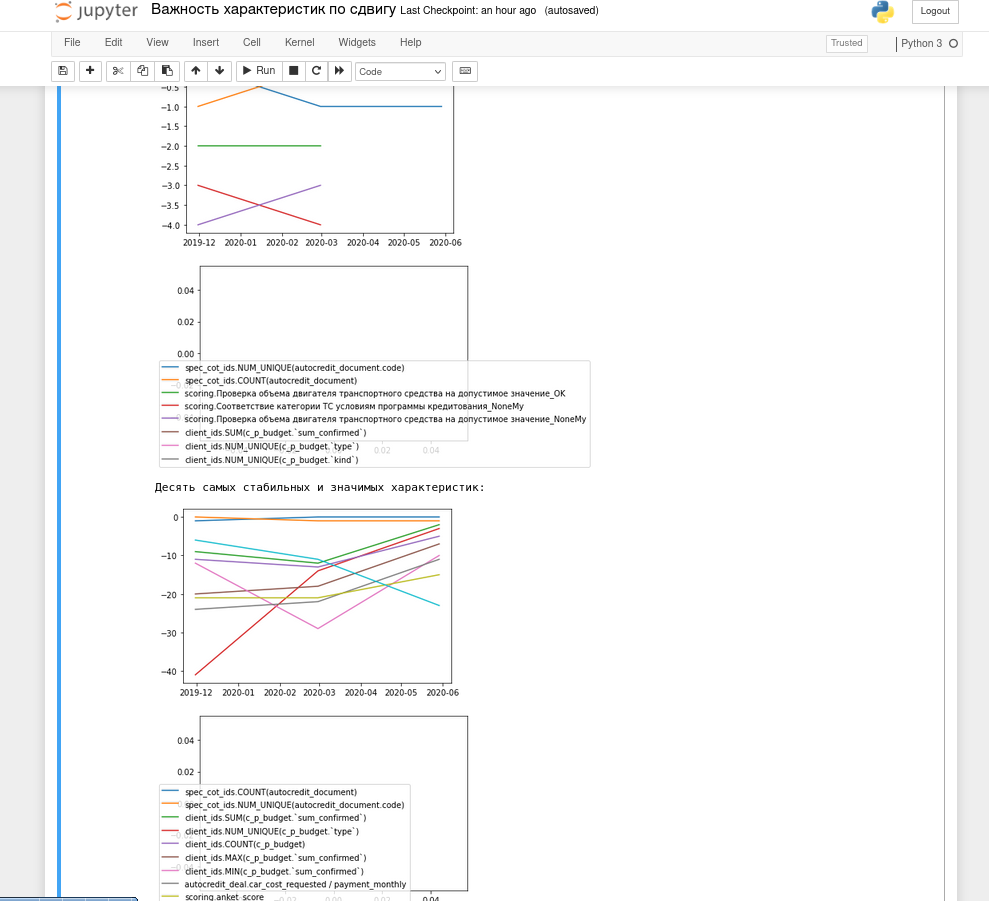 jupyter Важность характеристик по сдвигу Last Checkpoint: an hour ago (autosaved)
Logout
File Edit View Insert Cell Kernel Widgets Help
Trusted Python 3
Run Code
−0.5
−1.0
−1.5
−2.0
−2.5
−3.0
−3.5
−4.0
2019-12 2020-01 2020-02 2020-03 2020-04 2020-05 2020-06
0.04
0.02
0.00
spec_cot_ids.NUM_UNIQUE(autocredit_document.code)
spec_cot_ids.COUNT(autocredit_document)
scoring.Проверка объема двигателя транспортного средства на допустимое значение_OK
scoring.Соответствие категории ТС условиям программы кредитования_NoneMy
scoring.Проверка объема двигателя транспортного средства на допустимое значение_NoneMy
client_ids.SUM(c_p_budget.`sum_confirmed`)
client_ids.NUM_UNIQUE(c_p_budget.`type`)
client_ids.NUM_UNIQUE(c_p_budget.`kind`)
0.02 0.04
Десять самых стабильных и значимых характеристик:
0
−10
−20
−30
−40
2019-12 2020-01 2020-02 2020-03 2020-04 2020-05 2020-06
0.04
0.02
spec_cot_ids.COUNT(autocredit_document)
spec_cot_ids.NUM_UNIQUE(autocredit_document.code)
client_ids.SUM(c_p_budget.`sum_confirmed`)
client_ids.NUM_UNIQUE(c_p_budget.`type`)
client_ids.COUNT(c_p_budget)
client_ids.MAX(c_p_budget.`sum_confirmed`)
client_ids.MIN(c_p_budget.`sum_confirmed`)
autocredit_deal.car_cost_requested / payment_monthly
scoring.anket_score
−0.02 0.00 0.02 0.04